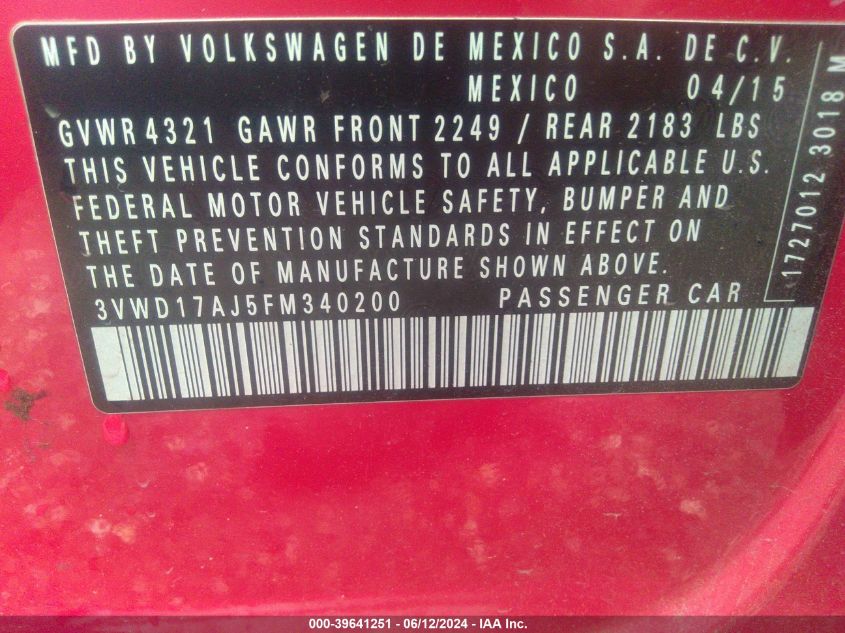 MFD BY VOLKSWAGEN DE MEXICO S.A. DE C.V.
MEXICO 04/15
GVWR 4321 GAWR FRONT 2249 / REAR 2183 LBS
THIS VEHICLE CONFORMS TO ALL APPLICABLE U.S.
FEDERAL MOTOR VEHICLE SAFETY, BUMPER AND
THEFT PREVENTION STANDARDS IN EFFECT ON
THE DATE OF MANUFACTURE SHOWN ABOVE.
3VWD17AJ5FM340200 PASSENGER CAR
1727012 3018 M
000-39641251 - 06/12/2024 - IAA Inc.